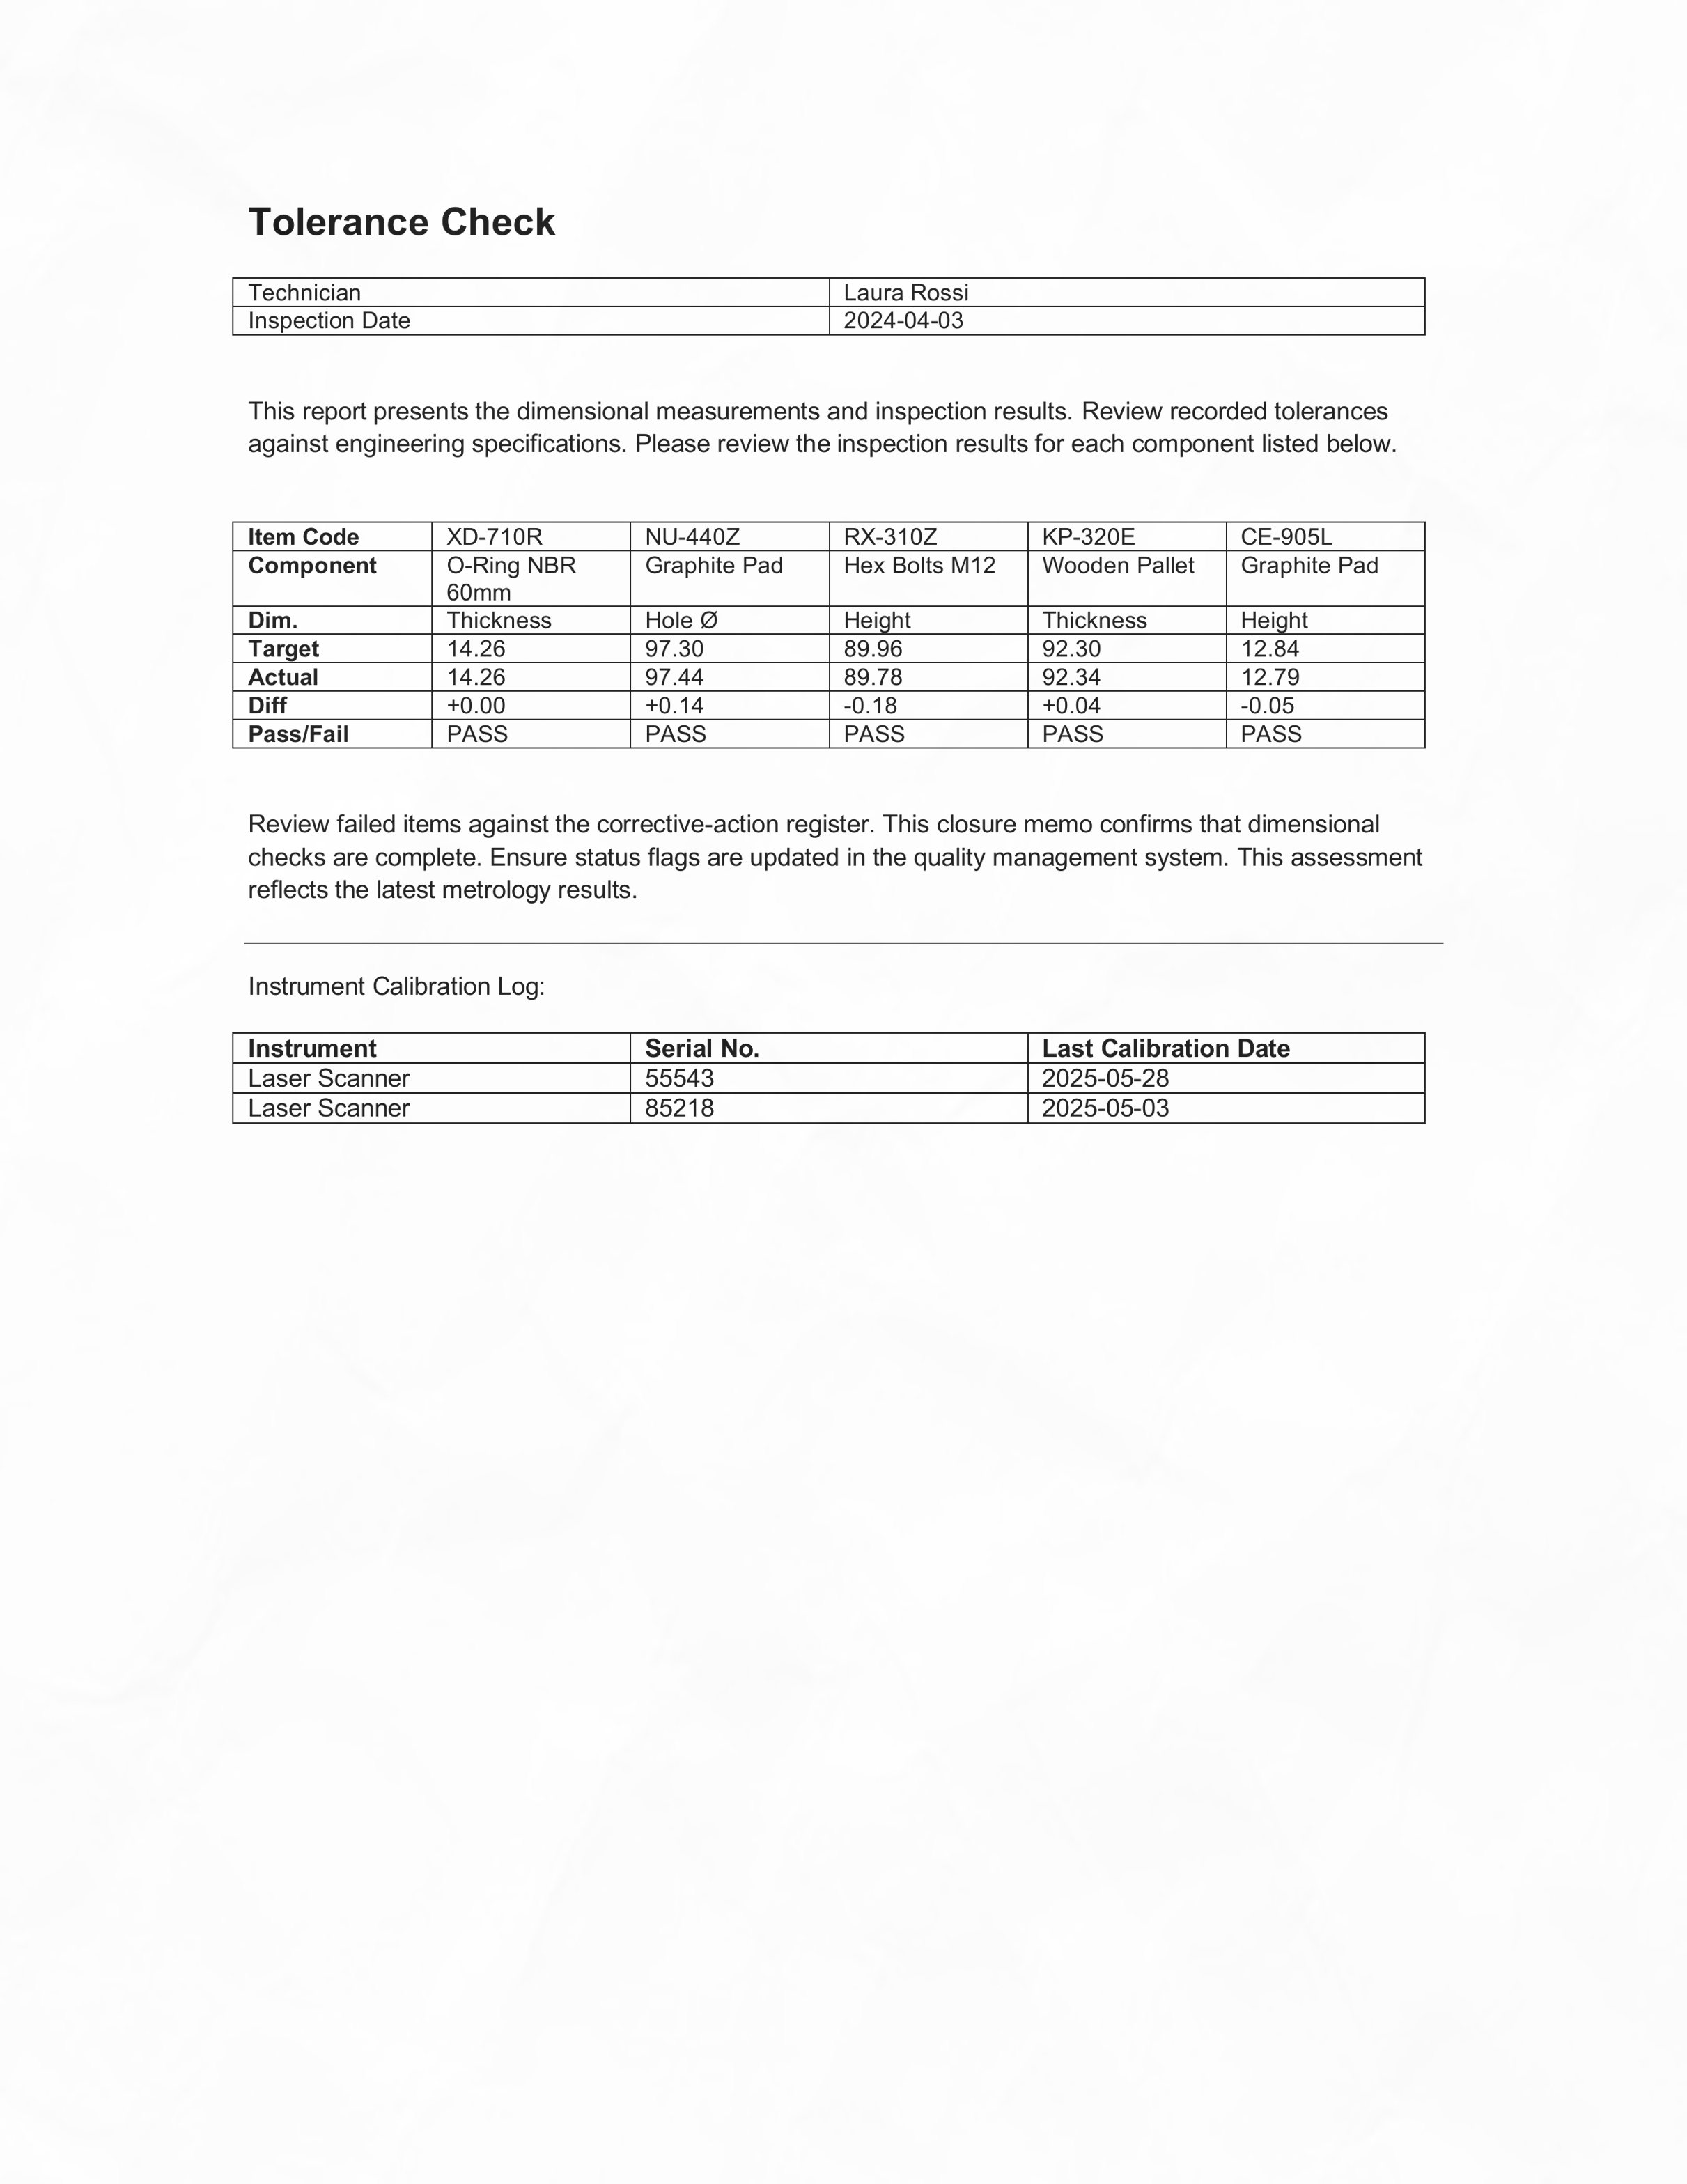 Tolerance Check
Technician Laura Rossi
Inspection Date 2024-04-03
This report presents the dimensional measurements and inspection results. Review recorded tolerances
against engineering specifications. Please review the inspection results for each component listed below.
Item Code XD-710R NU-440Z RX-310Z KP-320E CE-905L
Component O-Ring NBR Graphite Pad Hex Bolts M12 Wooden Pallet Graphite Pad
60mm
Dim. Thickness Hole Ø Height Thickness Height
Target 14.26 97.30 89.96 92.30 12.84
Actual 14.26 97.44 89.78 92.34 12.79
Diff +0.00 +0.14 -0.18 +0.04 -0.05
Pass/Fail PASS PASS PASS PASS PASS
Review failed items against the corrective-action register. This closure memo confirms that dimensional
checks are complete. Ensure status flags are updated in the quality management system. This assessment
reflects the latest metrology results.
Instrument Calibration Log:
Instrument Serial No. Last Calibration Date
Laser Scanner 55543 2025-05-28
Laser Scanner 85218 2025-05-03